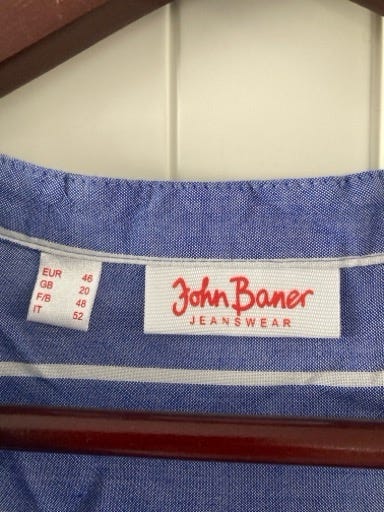 EUR 46
GB 20
F/B 48
IT 52
John Baner
JEANSWEAR